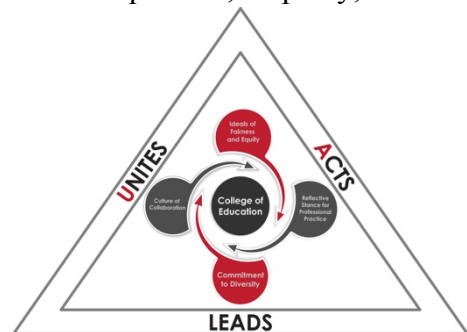 UNITES
ACTS
Ideals of
Fairness
and Equity
Culture of
Collaboration
College of
Education
Reflective
Stance for
Professional
Practice
Commitment
to Diversity
LEADS